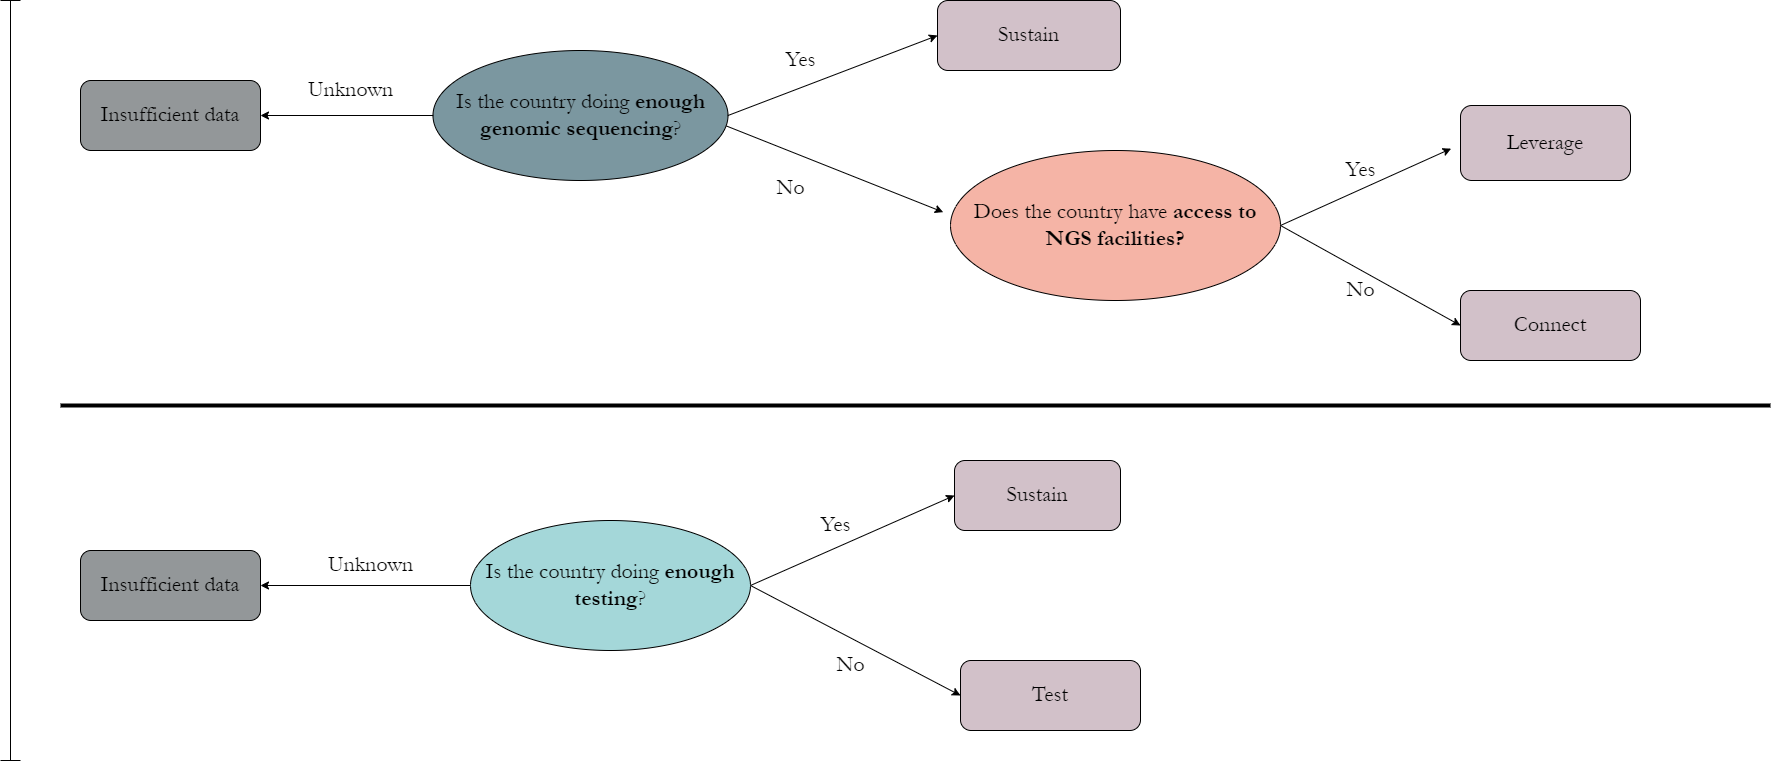 Sustain
Yes
Unknown
Insufficient data
Is the country doing enough
genomic sequencing?
No
Does the country have access to
NGS facilities?
Yes
Leverage
No
Connect
Sustain
Yes
Unknown
Insufficient data
Is the country doing enough
testing?
No
Test